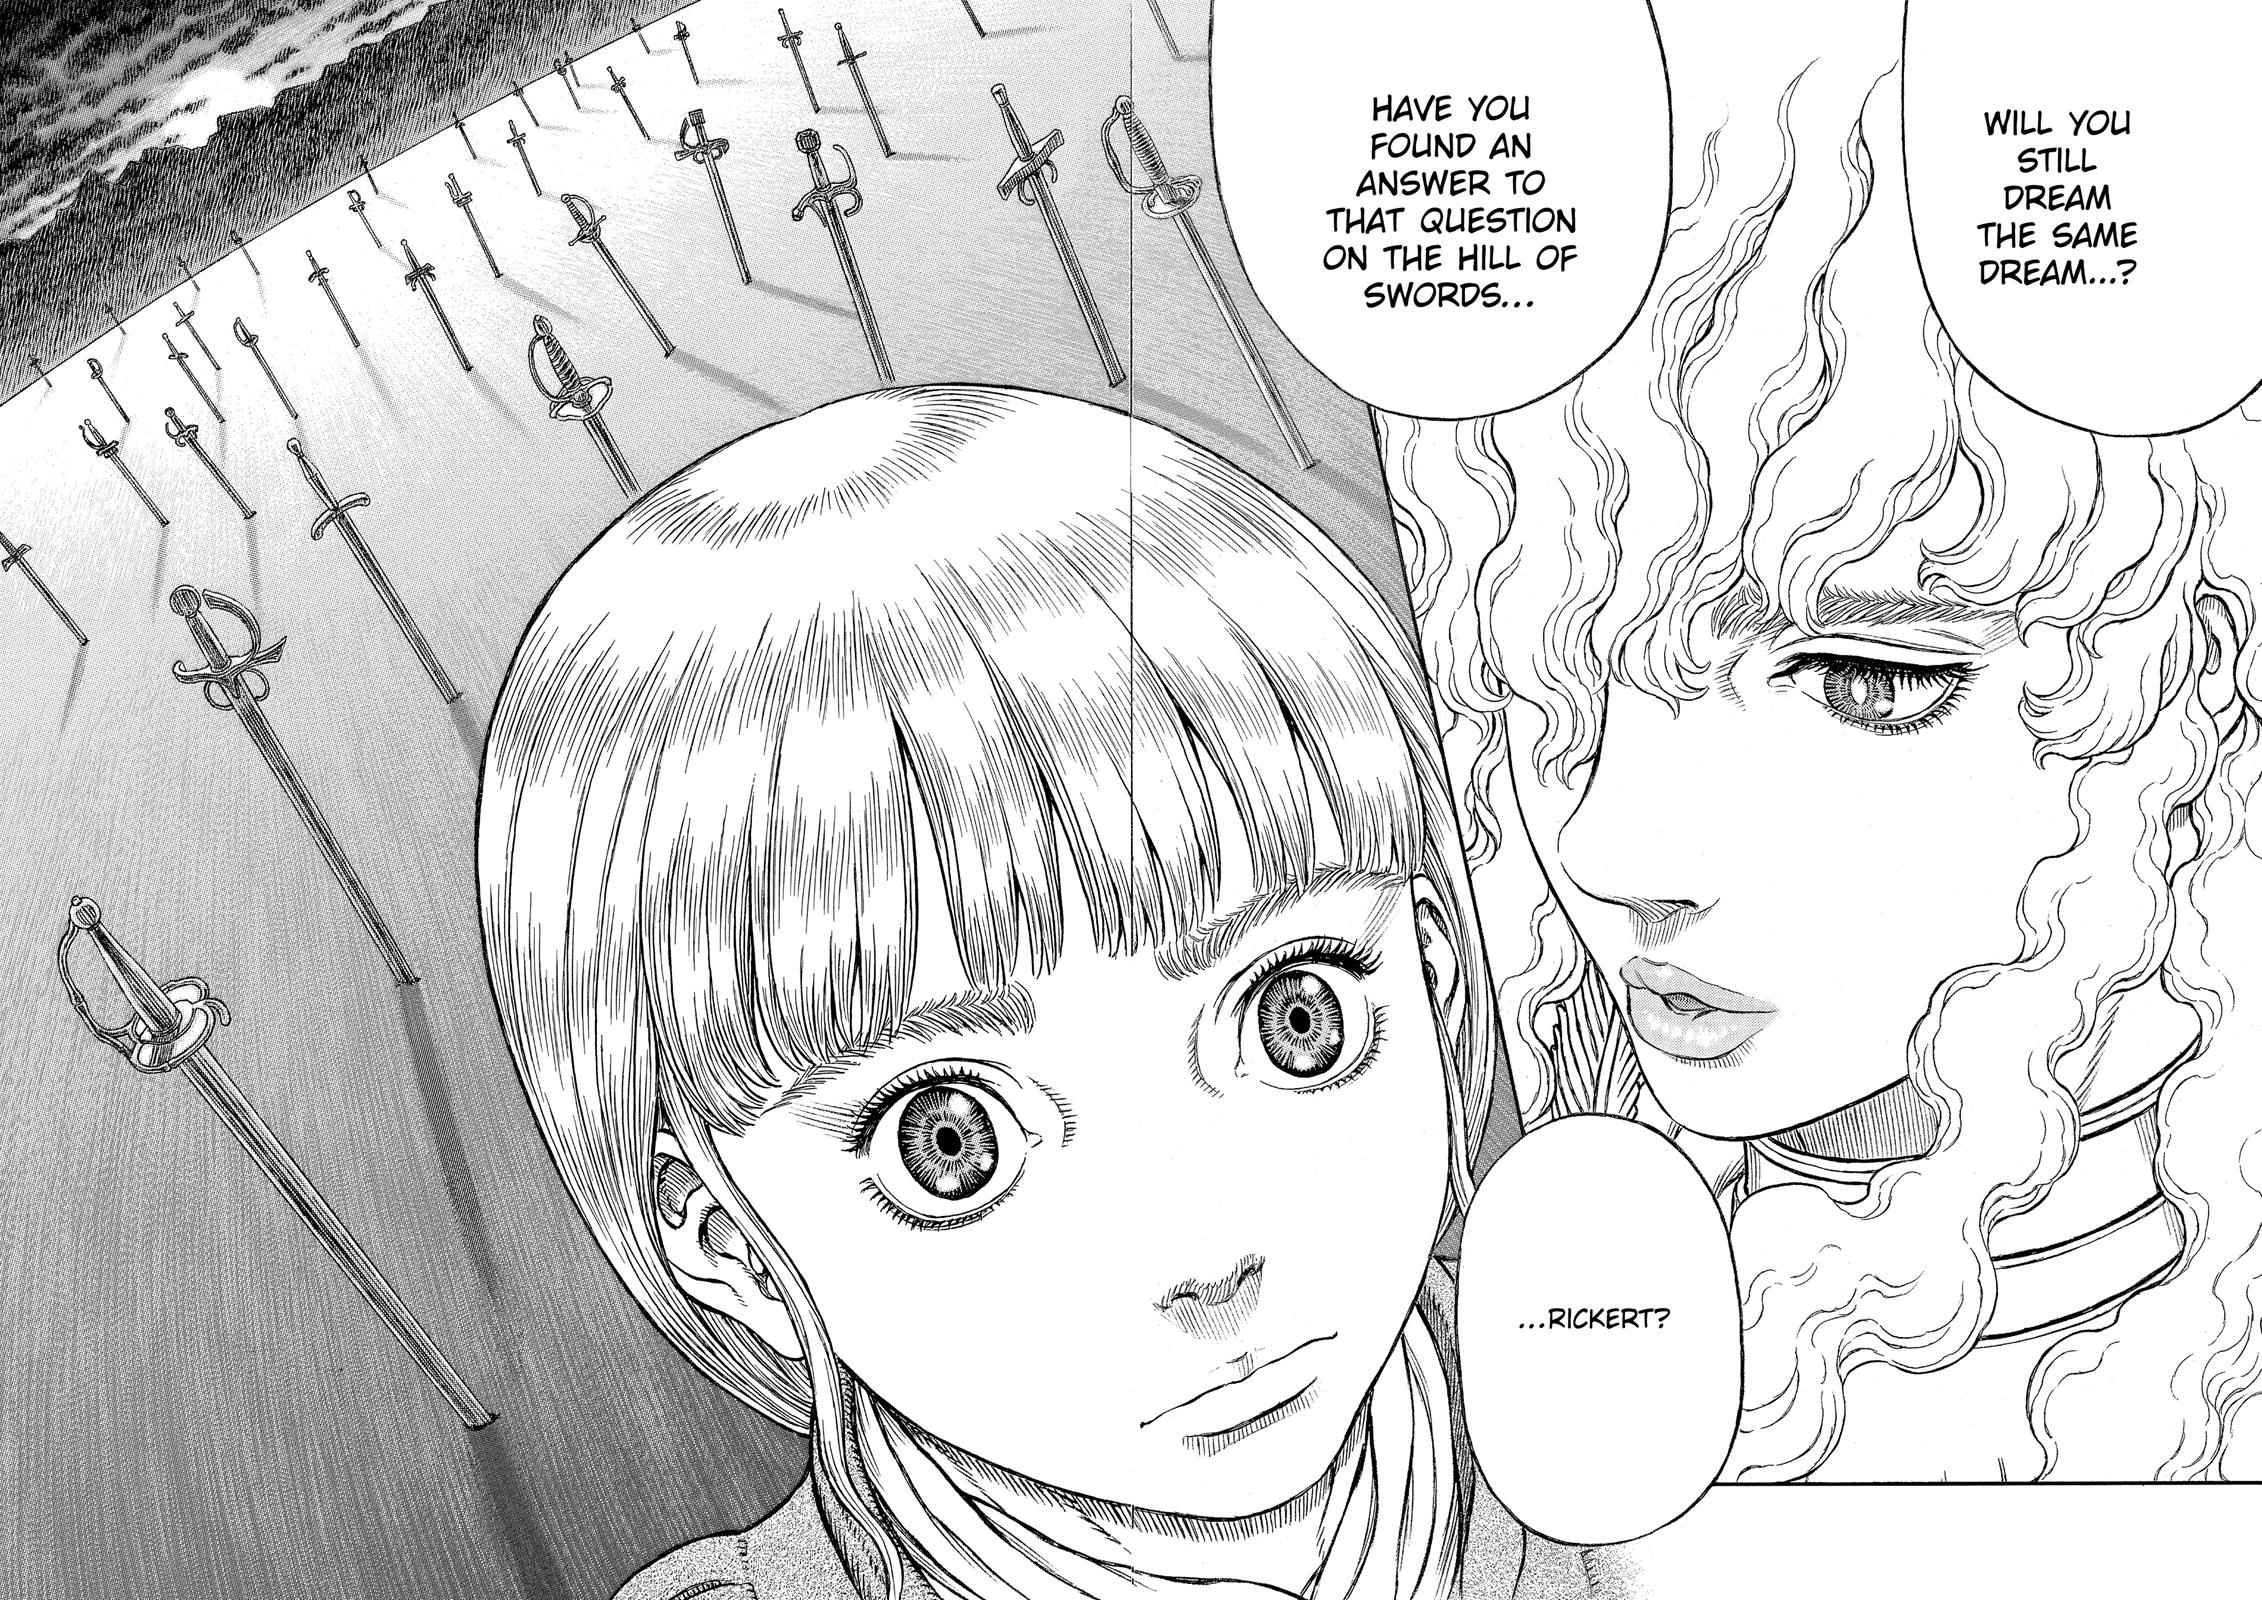 WILL YOU
STILL
DREAM
THE SAME
DREAM...?
HAVE YOU
FOUND AN
ANSWER TO
THAT QUESTION
ON THE HILL OF
SWORDS...
...RICKERT?